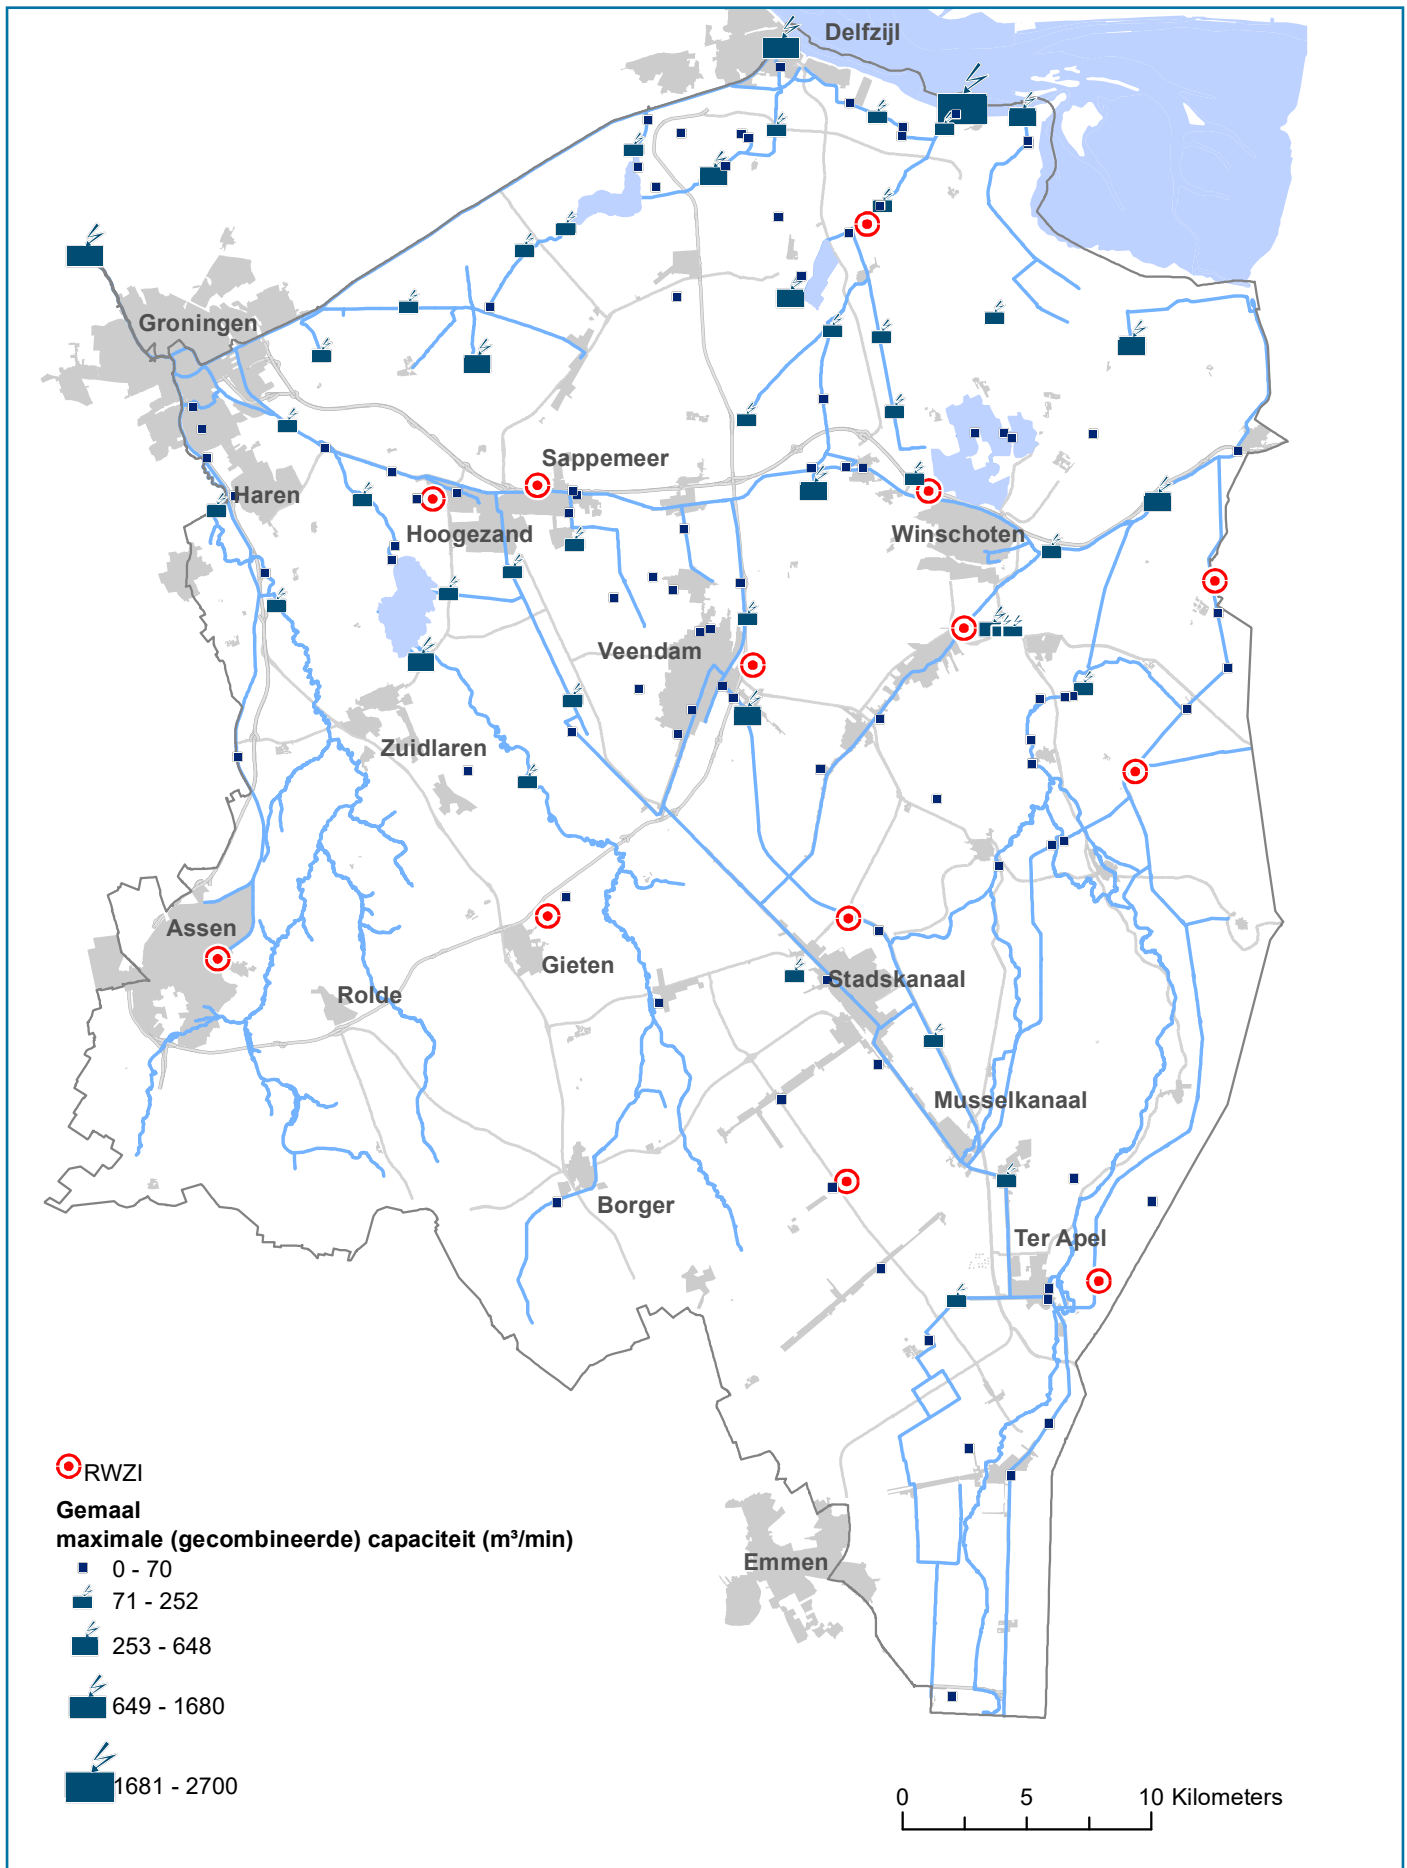 Delfzijl
Groningen
Sappemeer
Haren
Hoogezand
Winschoten
Veendam
Zuidlaren
Assen
Gieten
Stadskanaal
Rolde
Musselkanaal
Borger
Ter Apel
Emmen
RWZI
Gemaal
maximale (gecombineerde) capaciteit (m³/min)
0 - 70
71 - 252
253 - 648
649 - 1680
1681 - 2700
0 5 10 Kilometers